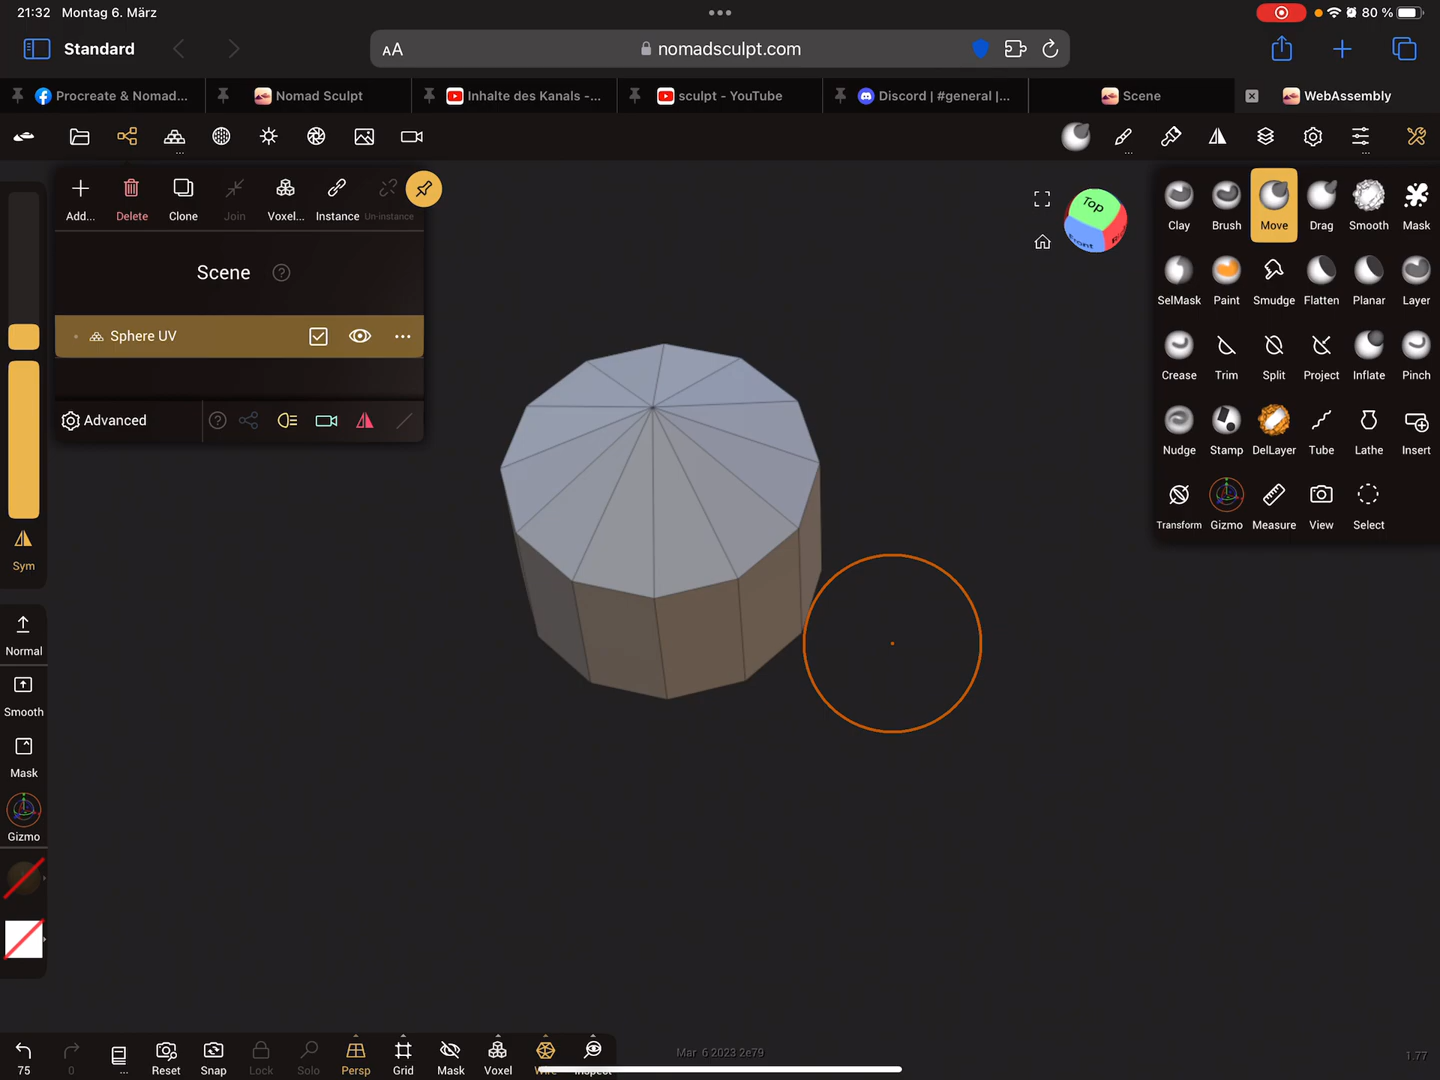 21:32 Montag 6. März
80 %
Standard
AA
nomadsculpt.com
Procreate & Nomad...
Nomad Sculpt
Inhalte des Kanals -...
sculpt - YouTube
Discord | #general |...
Scene
WebAssembly
Add... Delete Clone Join Voxel... Instance Un-instance
Scene ?
Sphere UV
Advanced
?
Top
Front
Clay Brush Move Drag Smooth Mask
SelMask Paint Smudge Flatten Planar Layer
Crease Trim Split Project Inflate Pinch
Nudge Stamp DelLayer Tube Lathe Insert
Transform Gizmo Measure View Select
Sym
Normal
Smooth
Mask
Gizmo
75 0 Reset Snap Lock Solo Persp Grid Mask Voxel
Mar 6 2023 2e79
1.77